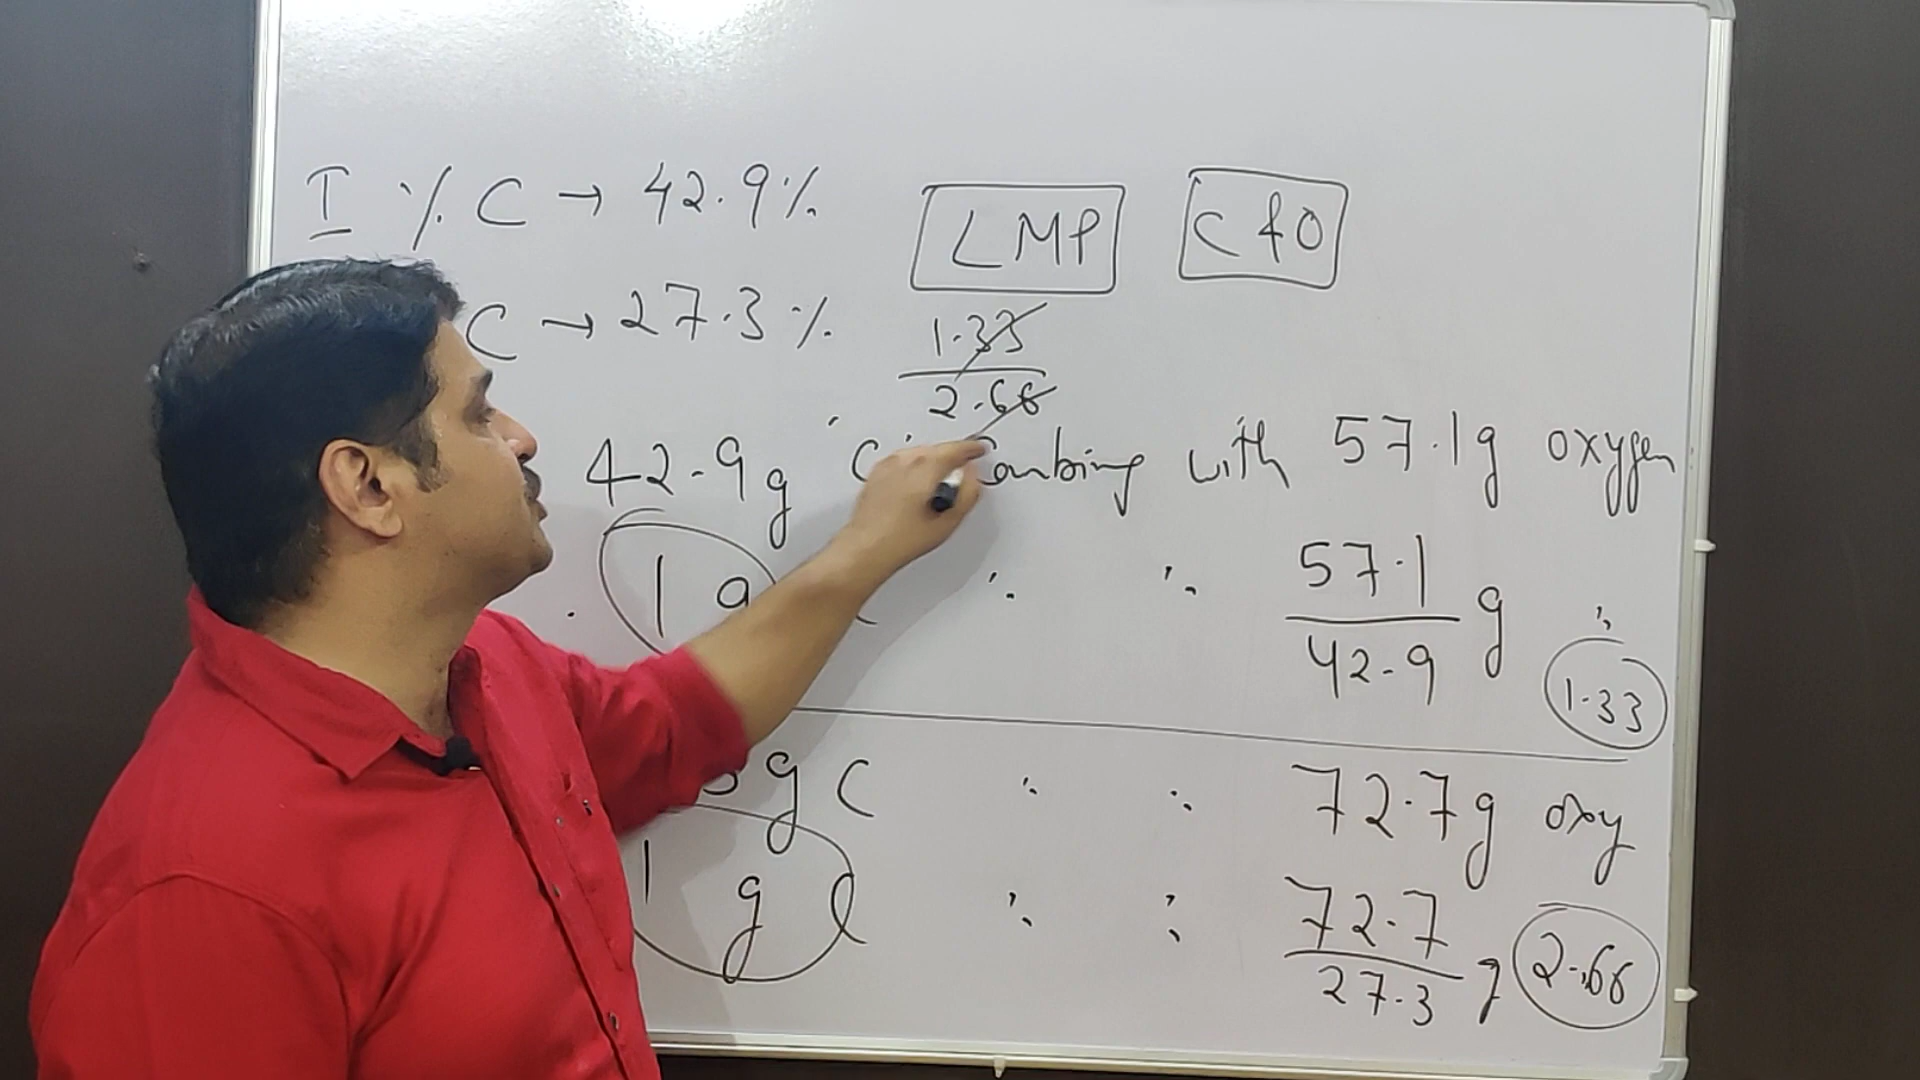 I % C → 42.9%
LMP
C & O
C → 27.3 %
1.33
2.66
42.9g "C" Combing with 57.1g oxygen
1 g
57.1
42.9 g
1.33
g C 72.7g oxy
1 g C
72.7
27.3 g
2.66